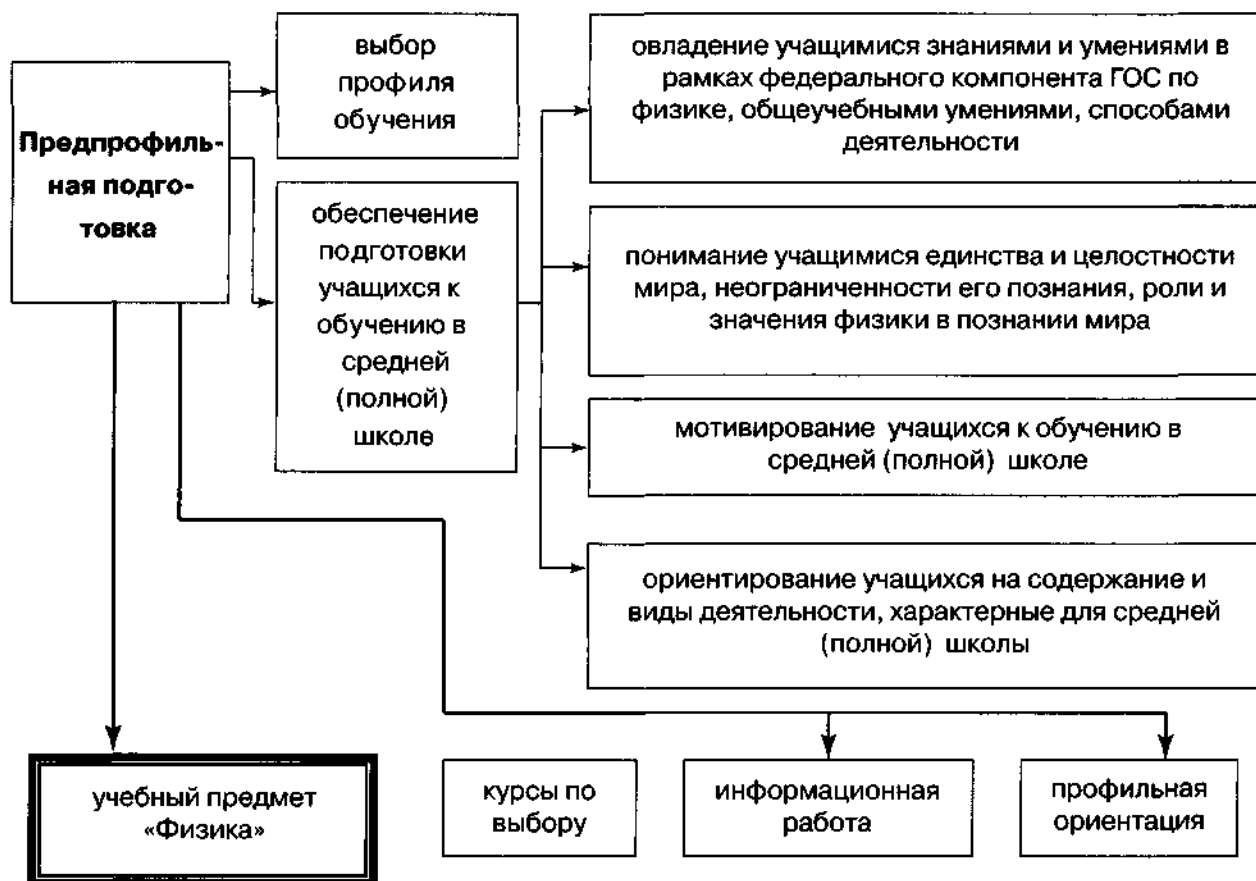 Предпрофиль-
ная подго-
товка
выбор
профиля
обучения
обеспечение
подготовки
учащихся к
обучению в
средней
(полной)
школе
овладение учащимися знаниями и умениями в
рамках федерального компонента ГОС по
физике, общеучебными умениями, способами
деятельности
понимание учащимися единства и целостности
мира, неограниченности его познания, роли и
значения физики в познании мира
мотивирование учащихся к обучению в
средней (полной) школе
ориентирование учащихся на содержание и
виды деятельности, характерные для средней
(полной) школы
учебный предмет
«Физика»
курсы по
выбору
информационная
работа
профильная
ориентация